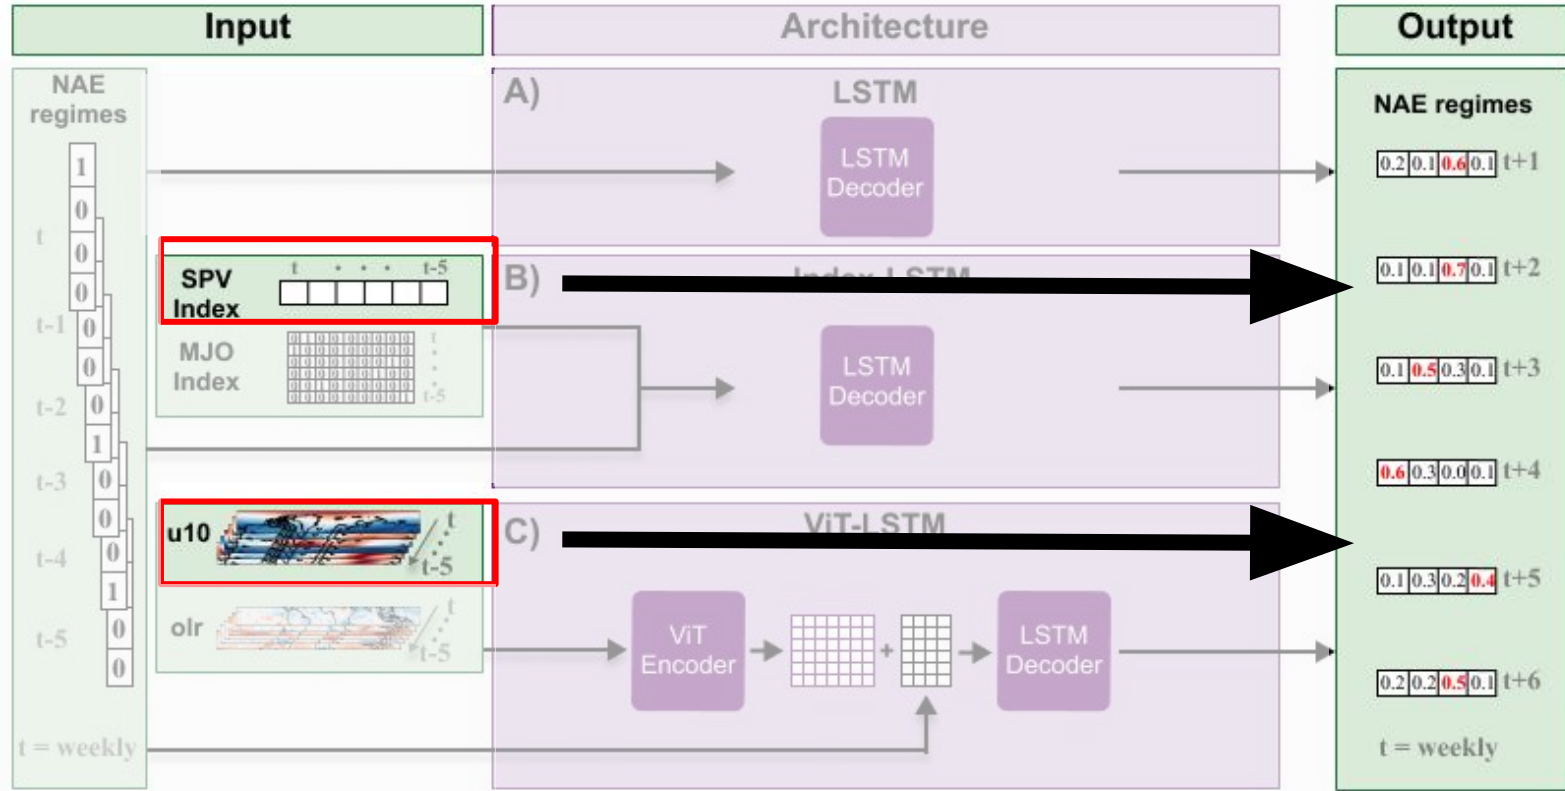 Input
Architecture
Output
NAE
regimes
1
0
t
0
0
t-1
0
0
t-2
0
1
t-3
0
0
t-4
0
1
t-5
0
0
t = weekly
SPV
Index
t . . . t-5
MJO
Index
t
t-5
u10
t
t-5
olr
t
t-5
A)
LSTM
LSTM
Decoder
B)
Index-LSTM
LSTM
Decoder
C)
ViT-LSTM
ViT
Encoder
+
LSTM
Decoder
NAE regimes
0.2 0.1 0.6 0.1 t+1
0.1 0.1 0.7 0.1 t+2
0.1 0.5 0.3 0.1 t+3
0.6 0.3 0.0 0.1 t+4
0.1 0.3 0.2 0.4 t+5
0.2 0.2 0.5 0.1 t+6
t = weekly